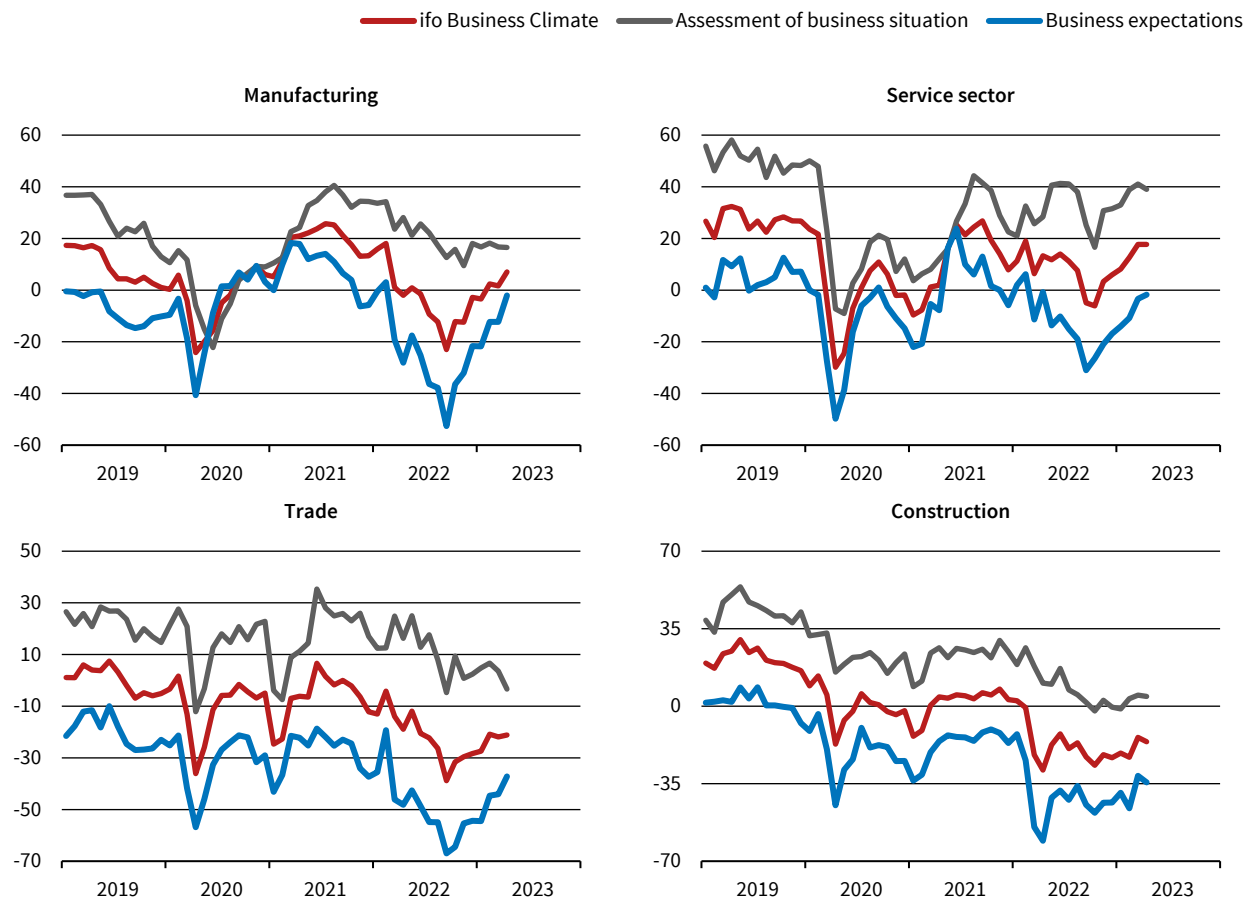 ifo Business Climate Assessment of business situation Business expectations
Manufacturing
60
40
20
0
-20
-40
-60
2019 2020 2021 2022 2023
Service sector
60
40
20
0
-20
-40
-60
2019 2020 2021 2022 2023
Trade
50
30
10
-10
-30
-50
-70
2019 2020 2021 2022 2023
Construction
70
35
0
-35
-70
2019 2020 2021 2022 2023